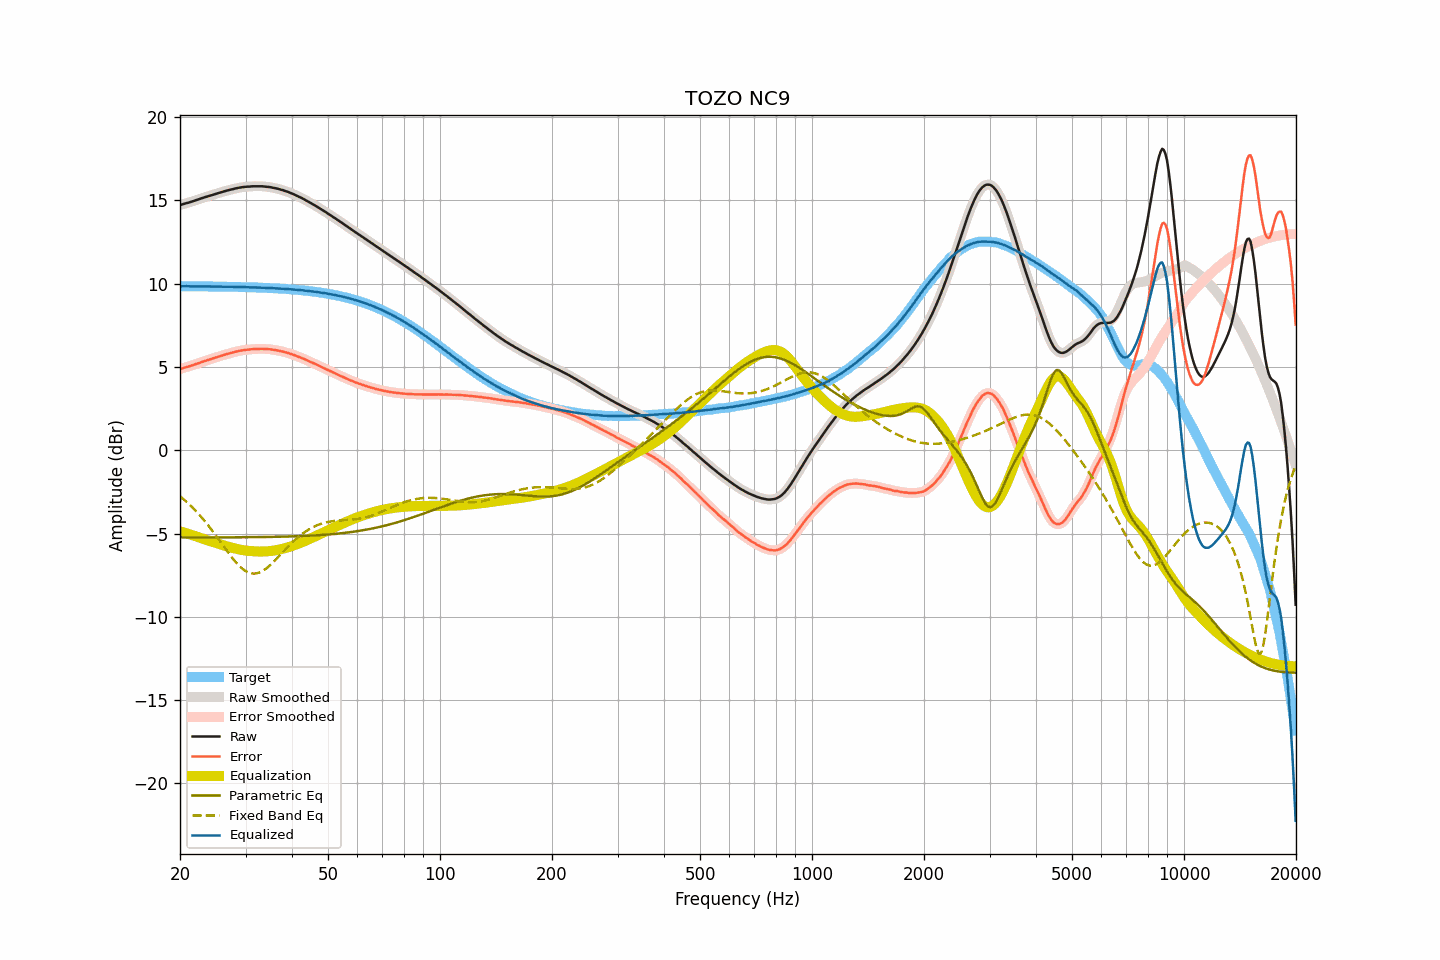 TOZO NC9
20
15
10
5
0
−5
−10
−15
−20
Amplitude (dBr)
Target
Raw Smoothed
Error Smoothed
Raw
Error
Equalization
Parametric Eq
Fixed Band Eq
Equalized
20 50 100 200 500 1000 2000 5000 10000 20000
Frequency (Hz)